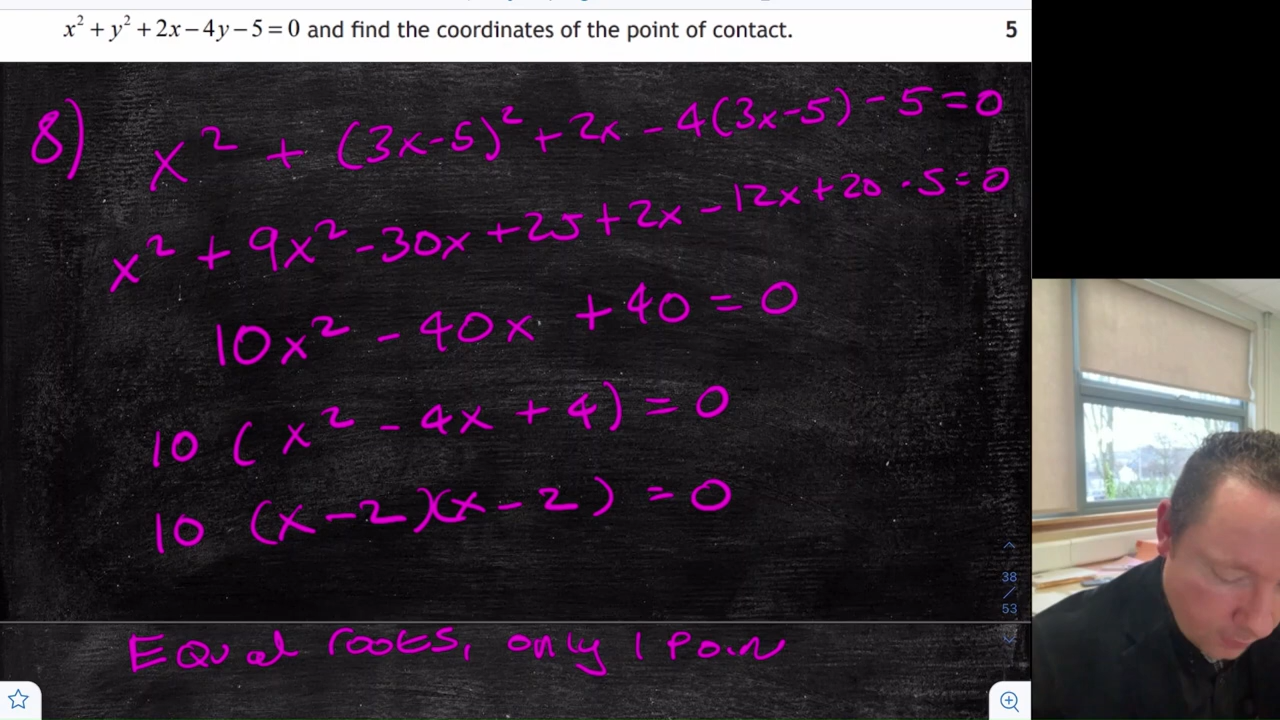 x² + y² + 2x − 4y − 5 = 0 and find the coordinates of the point of contact. 5
8) x² + (3x-5)² + 2x - 4(3x-5) - 5 = 0
x² + 9x² - 30x + 25 + 2x - 12x + 20 - 5 = 0
10x² - 40x + 40 = 0
10 (x² - 4x + 4) = 0
10 (x-2)(x-2) = 0
38
/
53
Equal roots, only 1 Poin